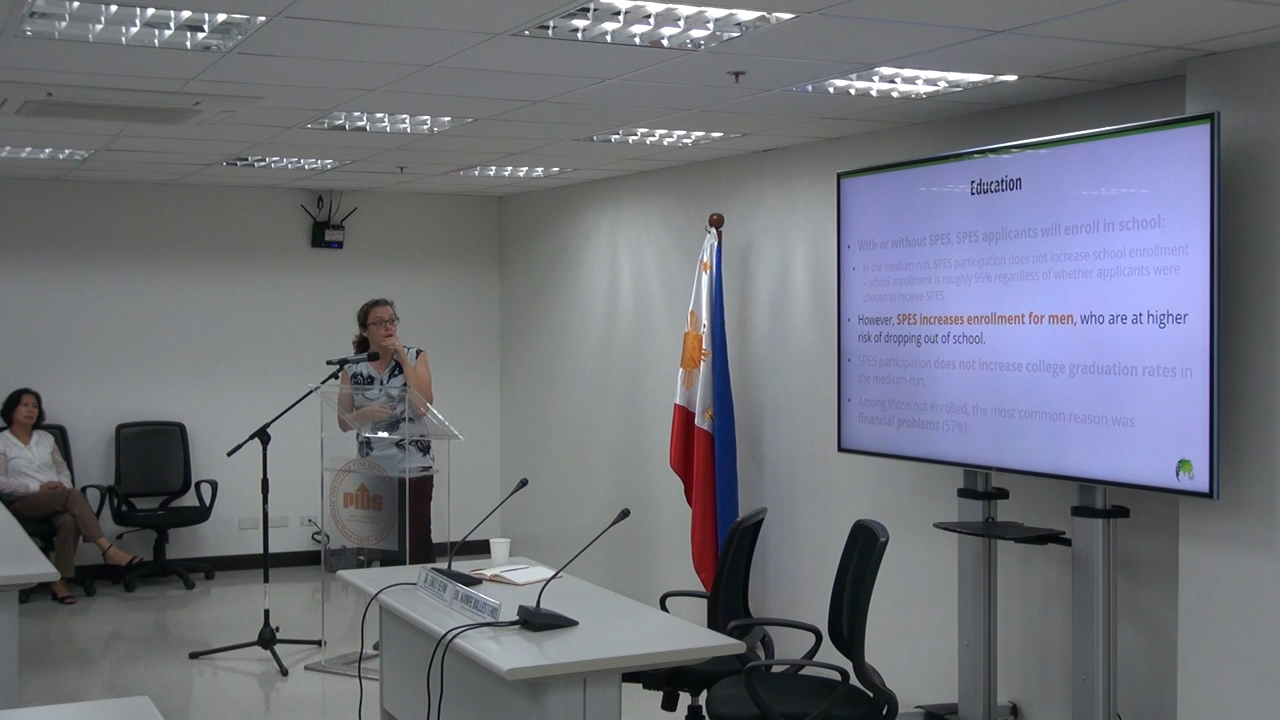 Education
• With or without SPES, SPES applicants will enroll in school:
• In the medium-run, SPES participation does not increase school enrollment
- school enrollment is roughly 95% regardless of whether applicants were
chosen to receive SPES.
• However, SPES increases enrollment for men, who are at higher
risk of dropping out of school.
• SPES participation does not increase college graduation rates in
the medium-run.
• Among those not enrolled, the most common reason was
financial problems (57%).
PIDS
DR.
DR.